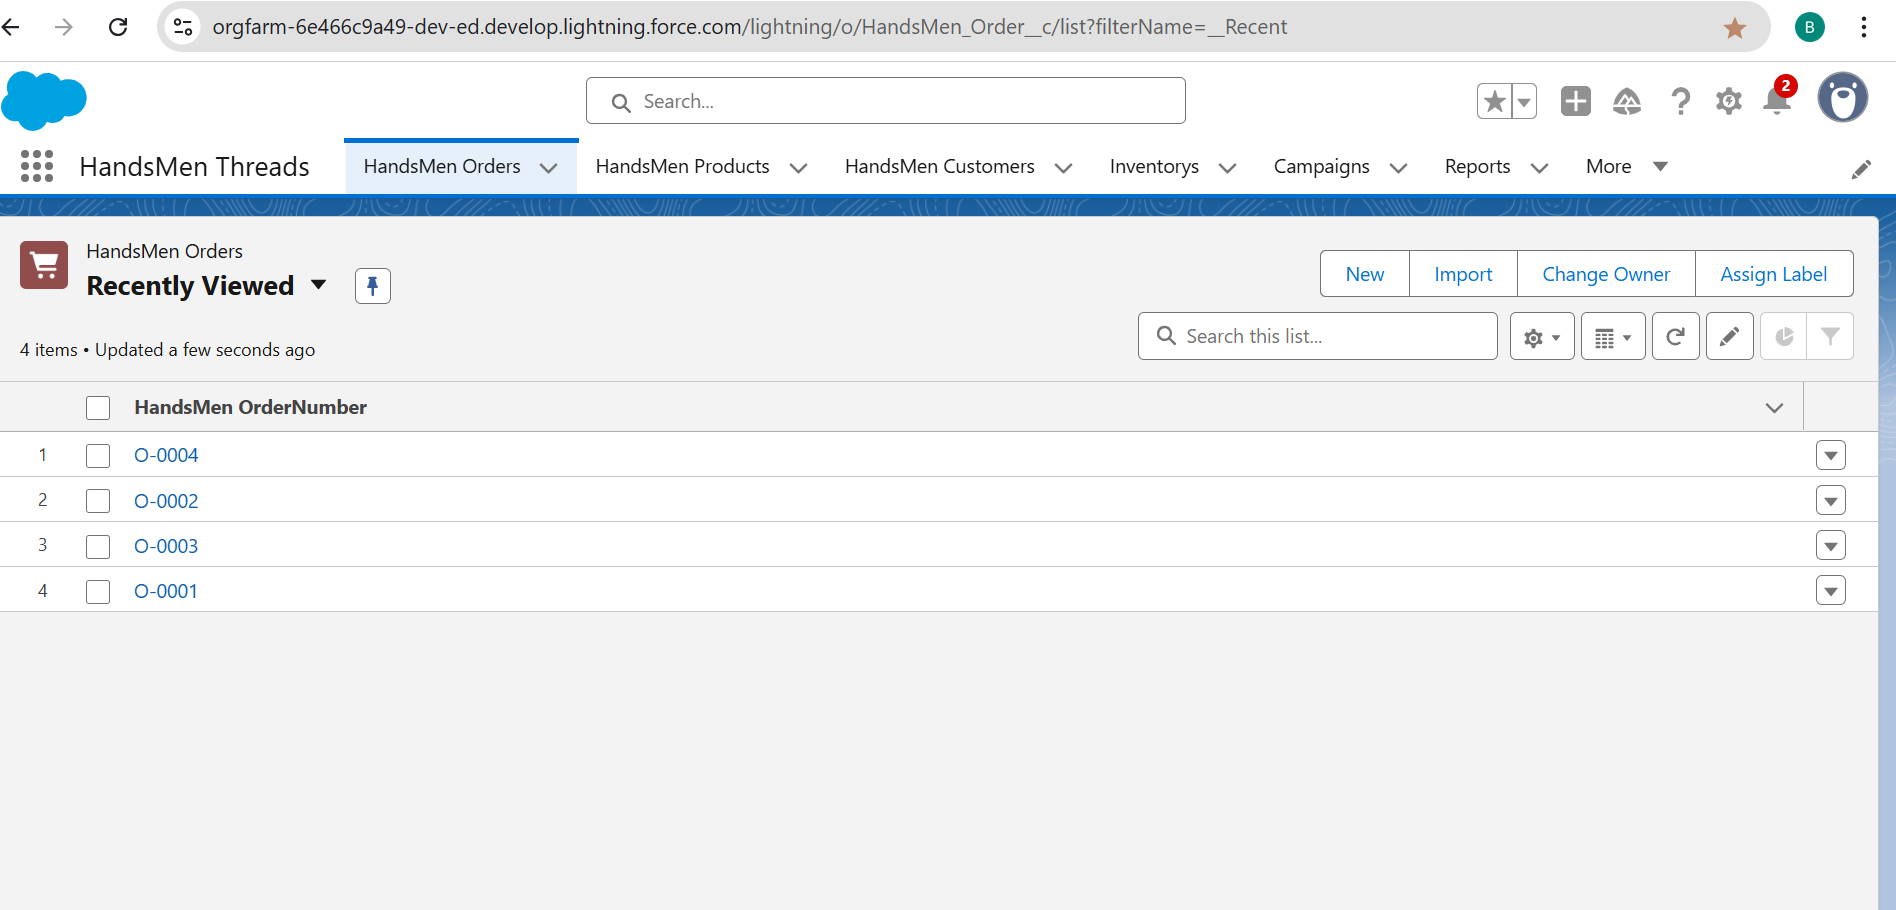 orgfarm-6e466c9a49-dev-ed.develop.lightning.force.com/lightning/o/HandsMen_Order__c/list?filterName=__Recent
B
Search...
2
HandsMen Threads
HandsMen Orders
HandsMen Products
HandsMen Customers
Inventorys
Campaigns
Reports
More
HandsMen Orders
Recently Viewed
New
Import
Change Owner
Assign Label
4 items • Updated a few seconds ago
Search this list...
HandsMen OrderNumber
1 O-0004
2 O-0002
3 O-0003
4 O-0001